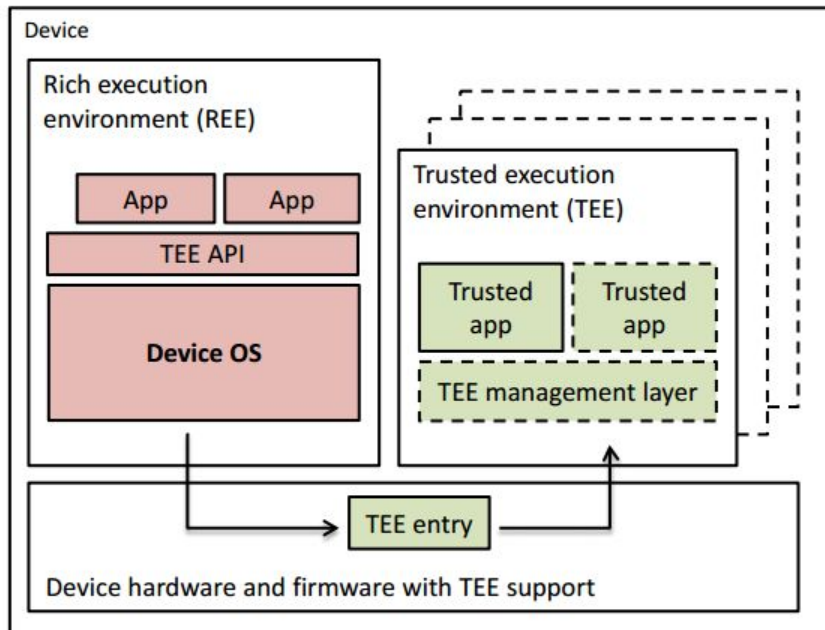 Device
Rich execution
environment (REE)
App
App
TEE API
Device OS
Trusted execution
environment (TEE)
Trusted
app
Trusted
app
TEE management layer
TEE entry
Device hardware and firmware with TEE support